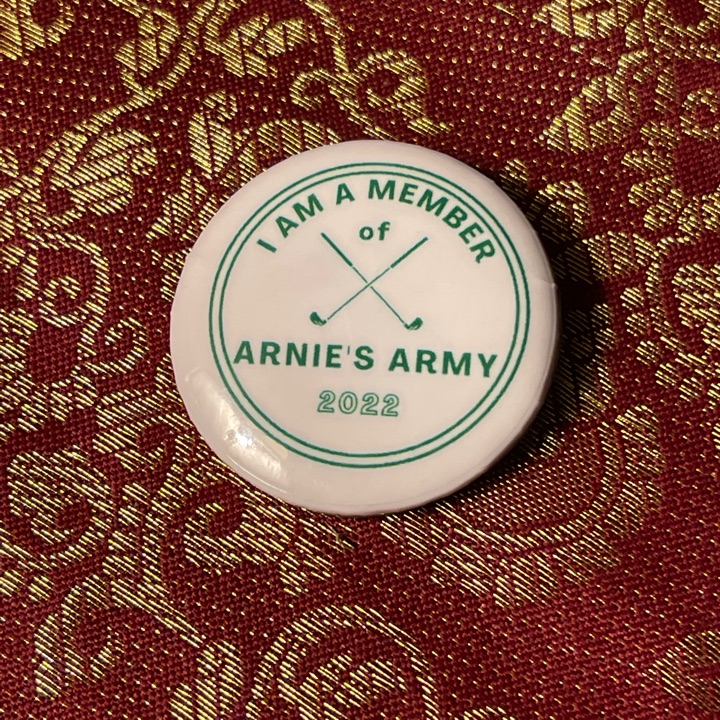 I AM A MEMBER
of
ARNIE'S ARMY
2022